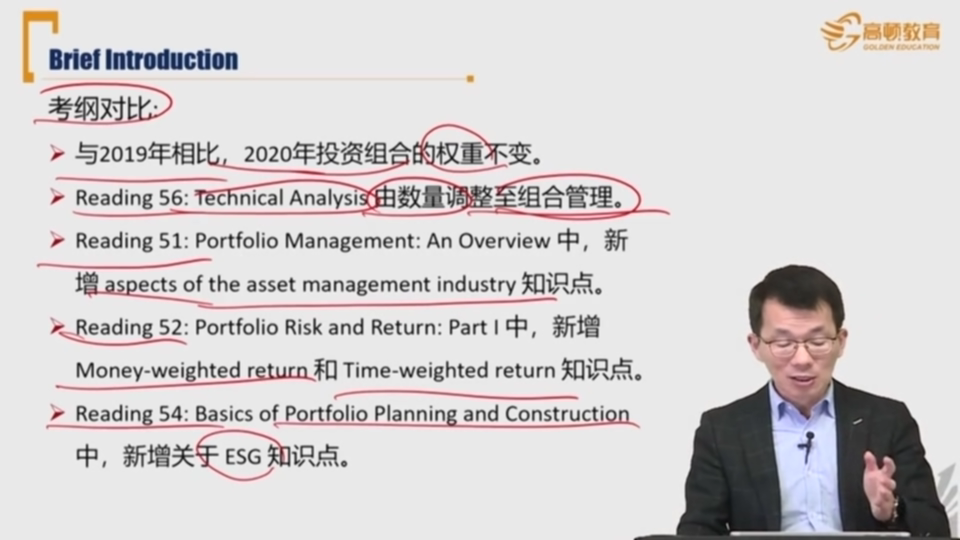 Brief Introduction
高顿教育
GOLDEN EDUCATION
考纲对比:
与2019年相比，2020年投资组合的权重不变。
Reading 56: Technical Analysis 由数量调整至组合管理。
Reading 51: Portfolio Management: An Overview 中，新
增 aspects of the asset management industry 知识点。
Reading 52: Portfolio Risk and Return: Part I 中，新增
Money-weighted return 和 Time-weighted return 知识点。
Reading 54: Basics of Portfolio Planning and Construction
中，新增关于 ESG 知识点。